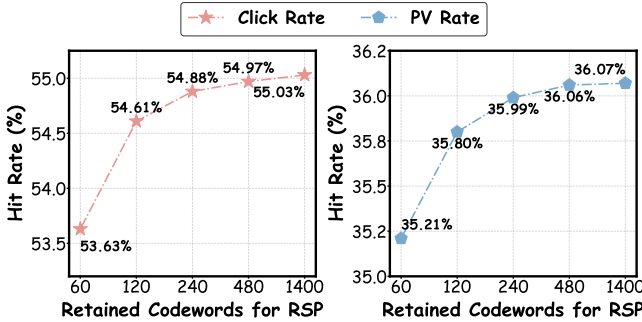 Click Rate PV Rate
55.0
54.5
54.0
53.5
Hit Rate (%)
53.63%
54.61%
54.88%
54.97%
55.03%
60 120 240 480 1400
Retained Codewords for RSP
36.2
36.0
35.8
35.5
35.2
35.0
Hit Rate (%)
35.21%
35.80%
35.99%
36.06%
36.07%
60 120 240 480 1400
Retained Codewords for RSP